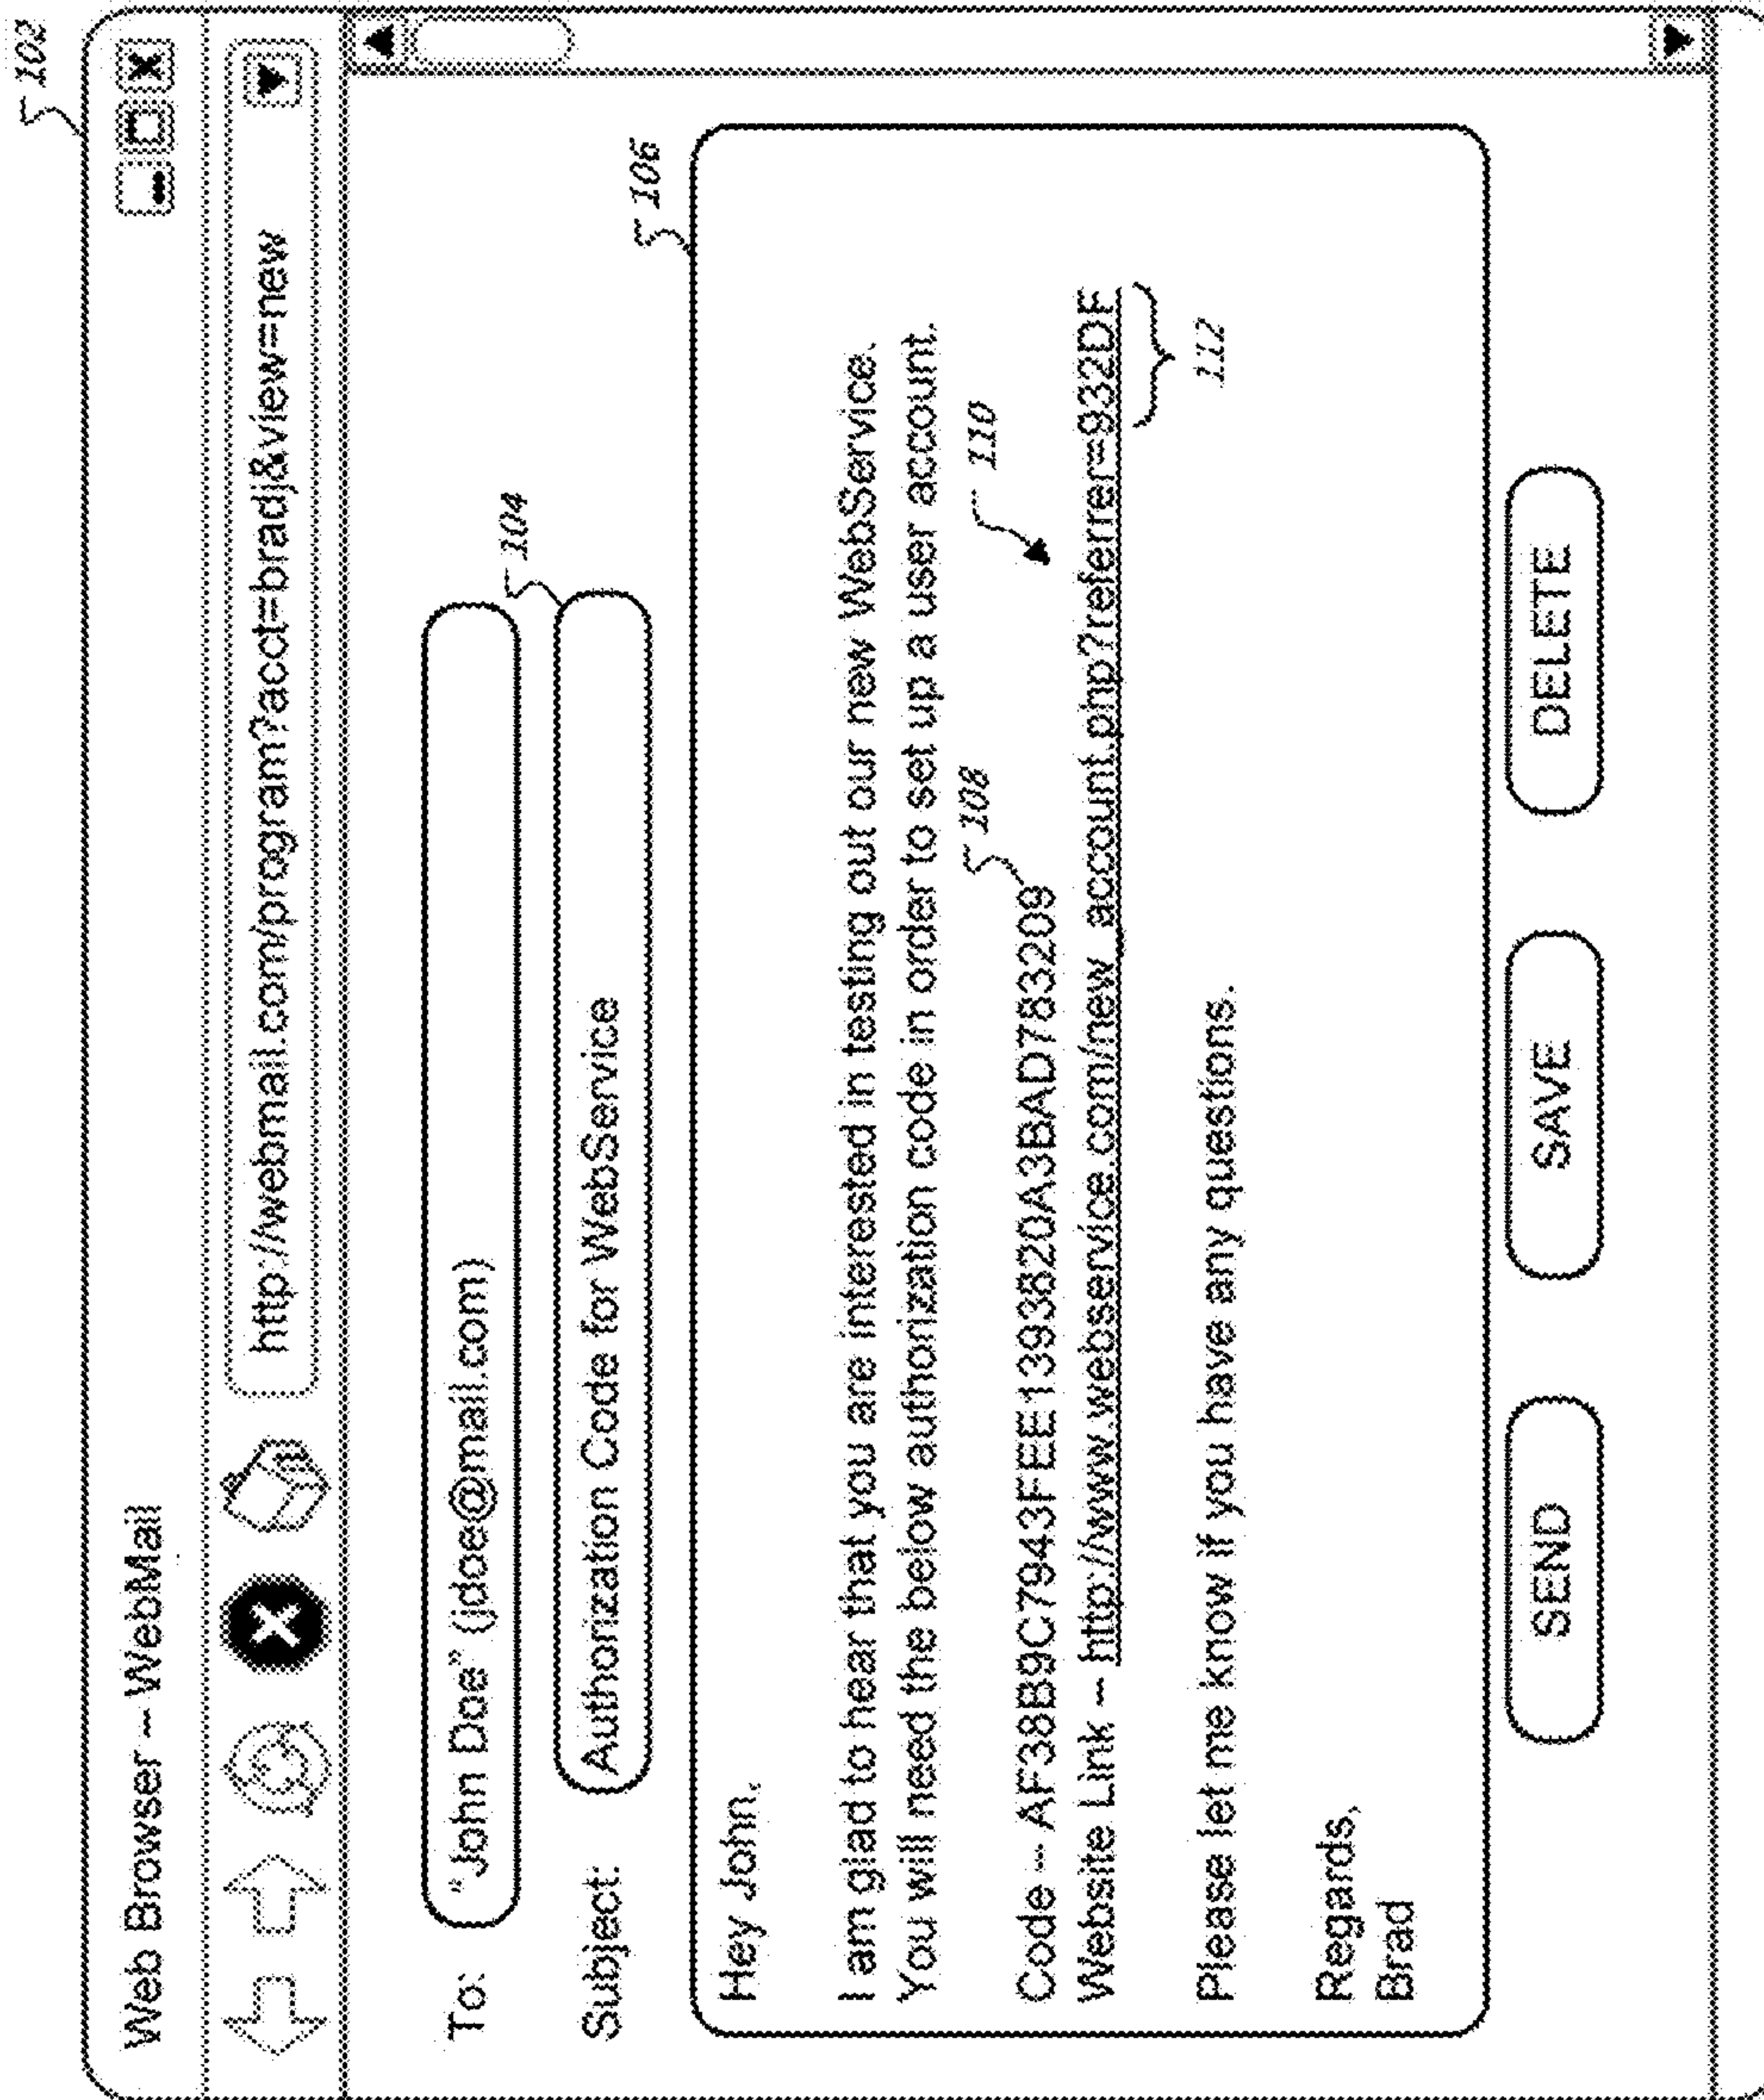 102
Web Browser – WebMail
http://webmail.com/program?acct=bradj&view=new
To: "John Doe" (jdoe@mail.com)
104
Subject: Authorization Code for WebService
106
Hey John,
I am glad to hear that you are interested in testing out our new WebService.
You will need the below authorization code in order to set up a user account.
108 110
Code – AF38B9C7943FEE1393820A3BAD783209
Website Link – http://www.webservice.com/new_account.php?referrer=932DF
112
Please let me know if you have any questions.
Regards,
Brad
SEND SAVE DELETE